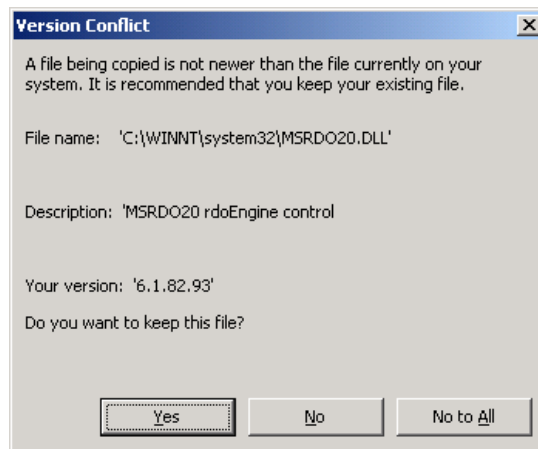 Version Conflict
A file being copied is not newer than the file currently on your
system. It is recommended that you keep your existing file.
File name: 'C:\WINNT\system32\MSRDO20.DLL'
Description: 'MSRDO20 rdoEngine control
Your version: '6.1.82.93'
Do you want to keep this file?
Yes No No to All